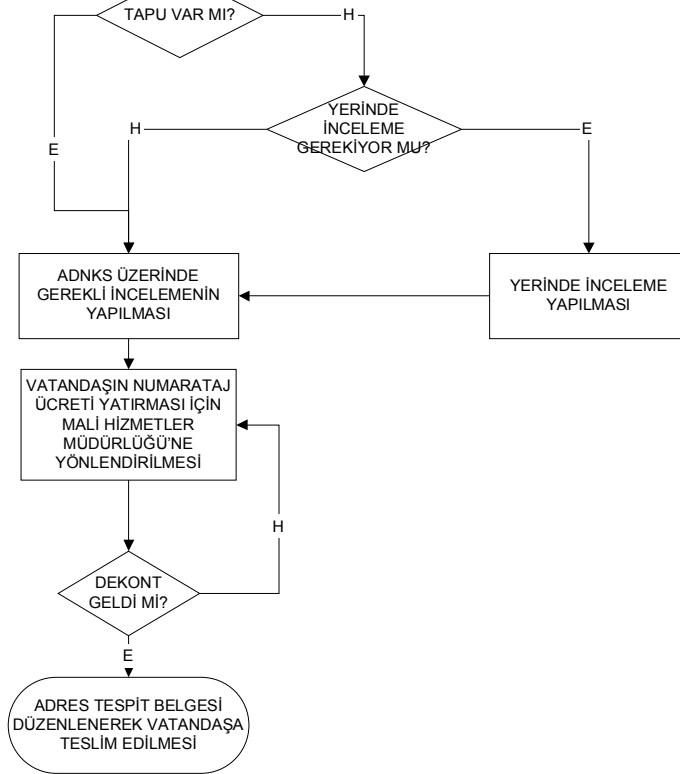 TAPU VAR MI?
H
YERİNDE
İNCELEME
GEREKİYOR MU?
H
E
E
ADNKS ÜZERİNDE
GEREKLİ İNCELEMENİN
YAPILMASI
YERİNDE İNCELEME
YAPILMASI
VATANDAŞIN NUMARATAJ
ÜCRETİ YATIRMASI İÇİN
MALİ HİZMETLER
MÜDÜRLÜĞÜ’NE
YÖNLENDİRİLMESİ
H
DEKONT
GELDİ Mİ?
E
ADRES TESPİT BELGESİ
DÜZENLENEREK VATANDAŞA
TESLİM EDİLMESİ